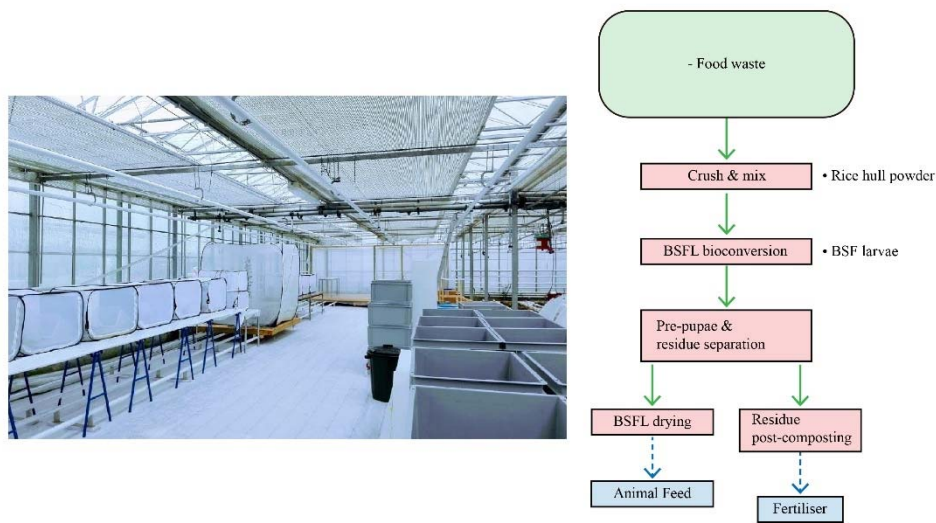 - Food waste
Crush & mix
• Rice hull powder
BSFL bioconversion
• BSF larvae
Pre-pupae &
residue separation
BSFL drying
Residue
post-composting
Animal Feed
Fertiliser